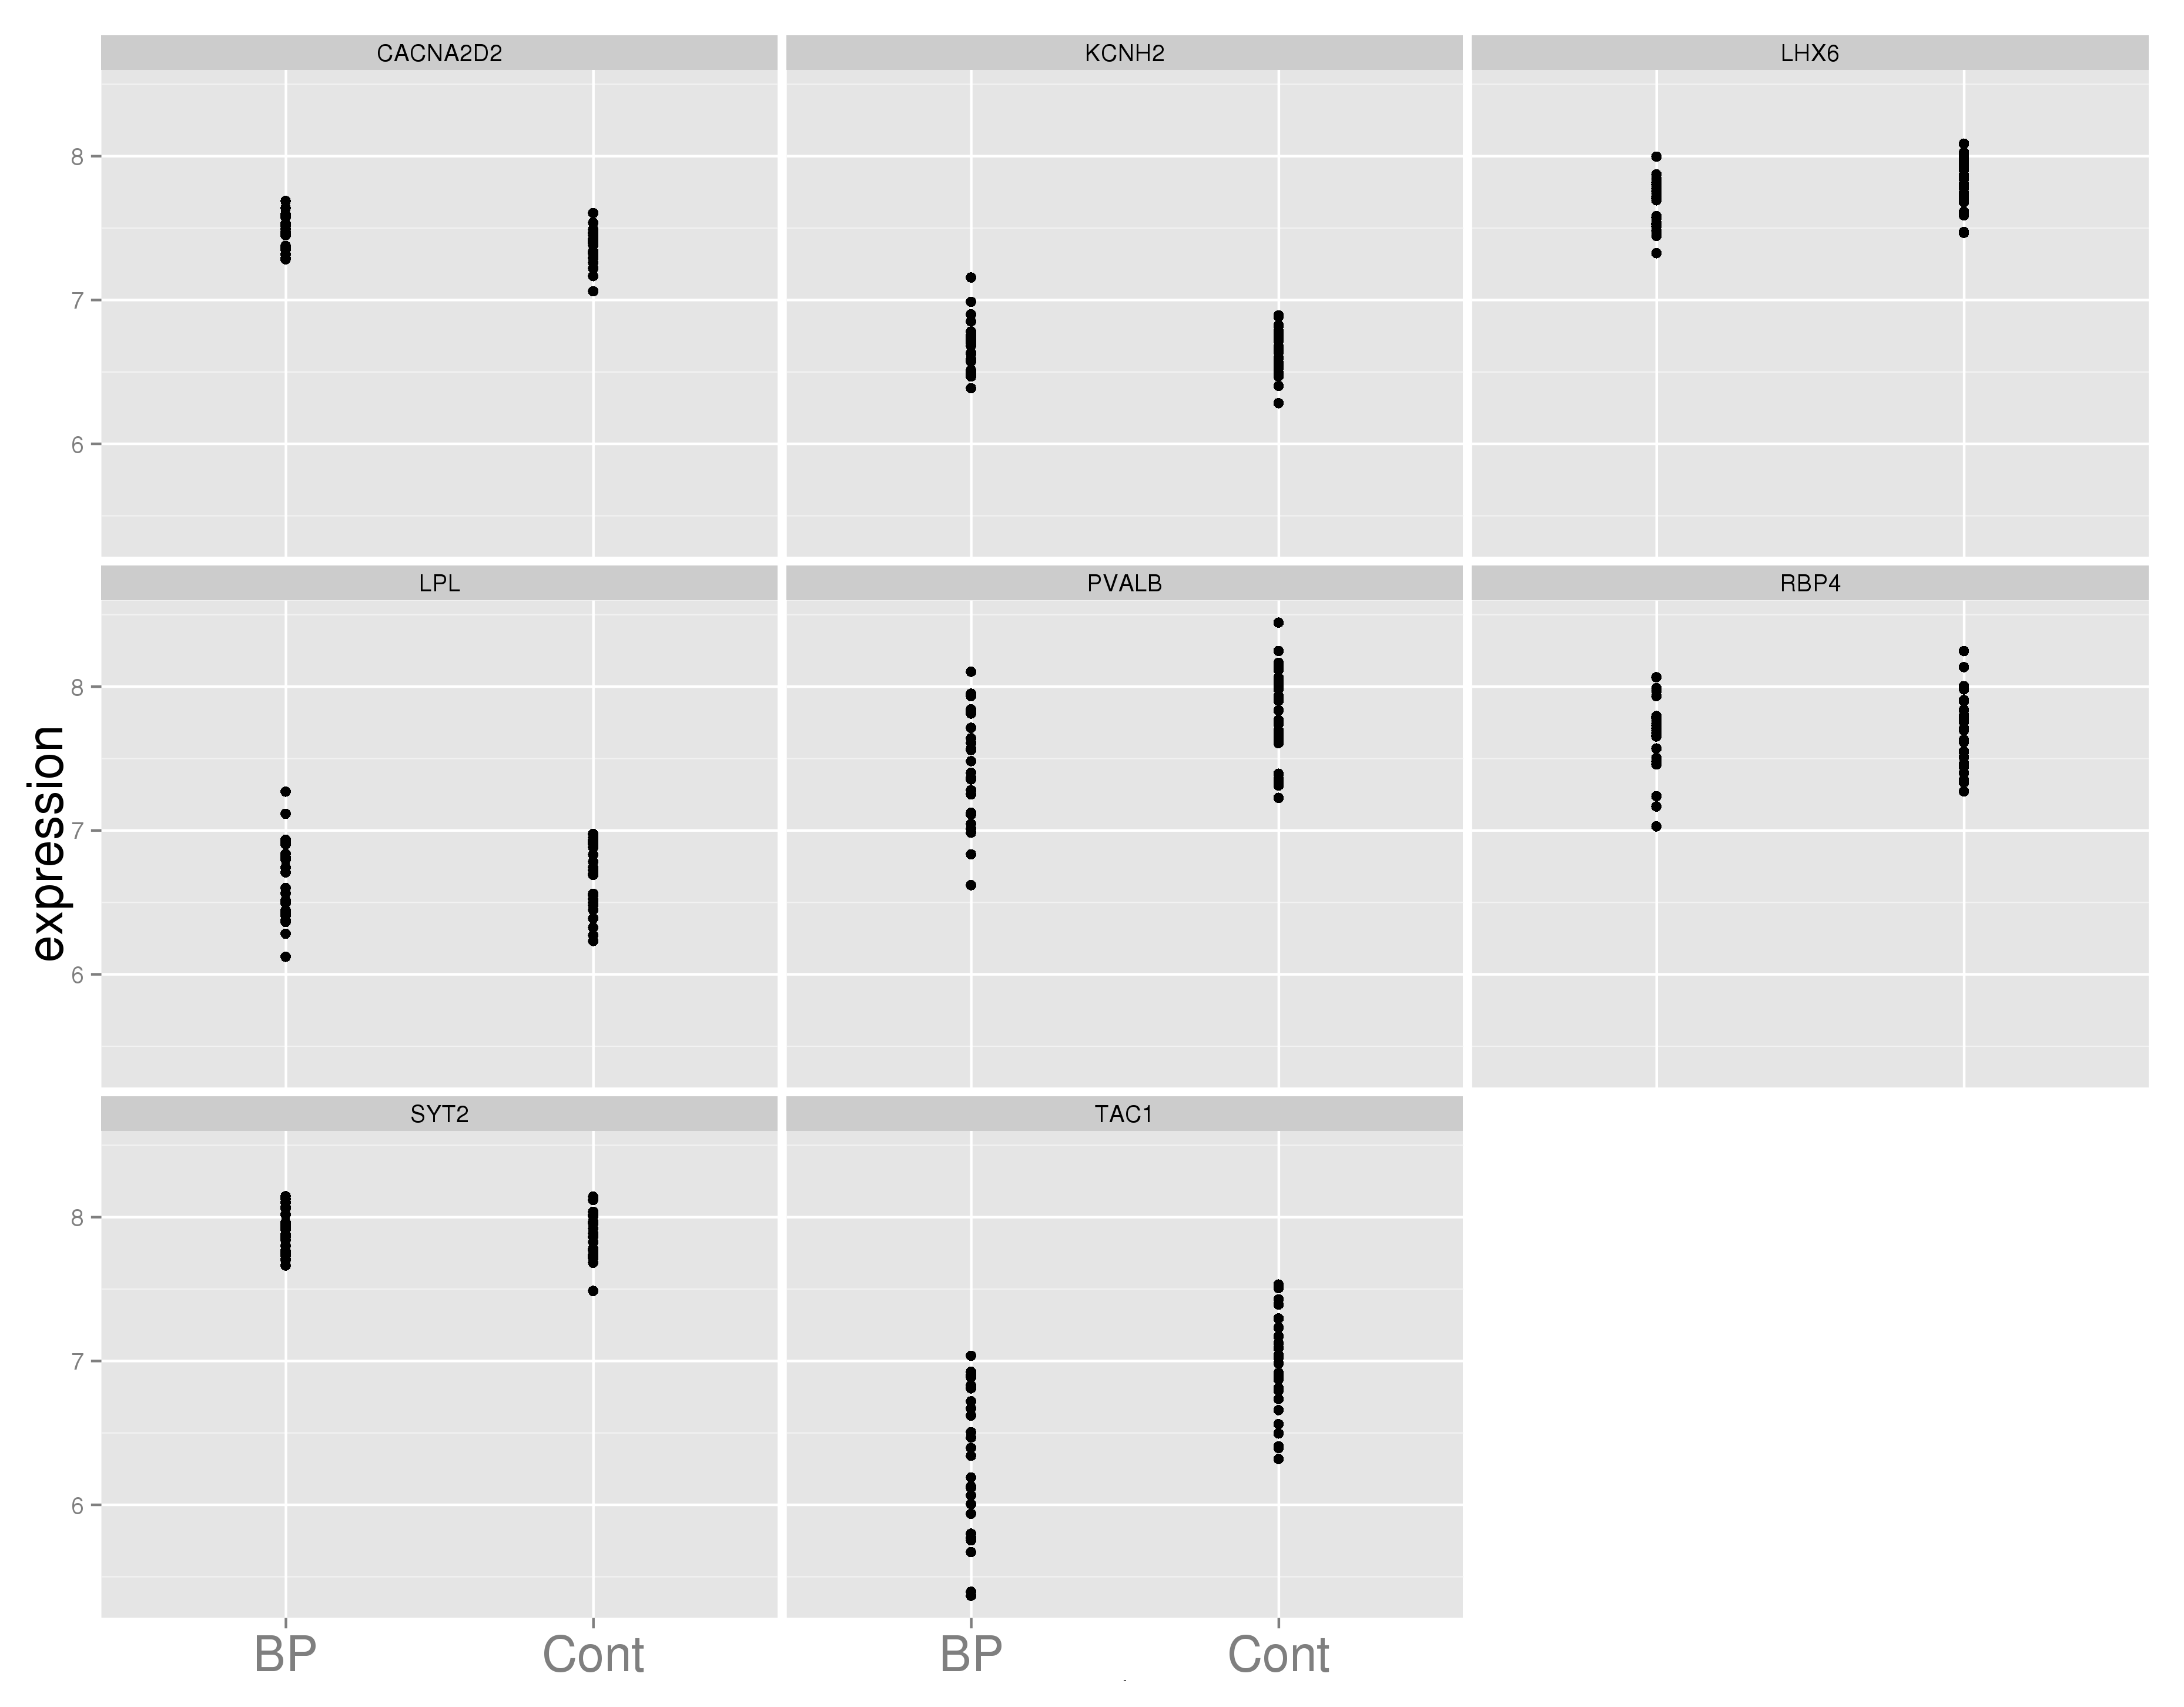 CACNA2D2 KCNH2 LHX6
8
7
6
LPL PVALB RBP4
8
7
6
expression
SYT2 TAC1
8
7
6
BP Cont BP Cont